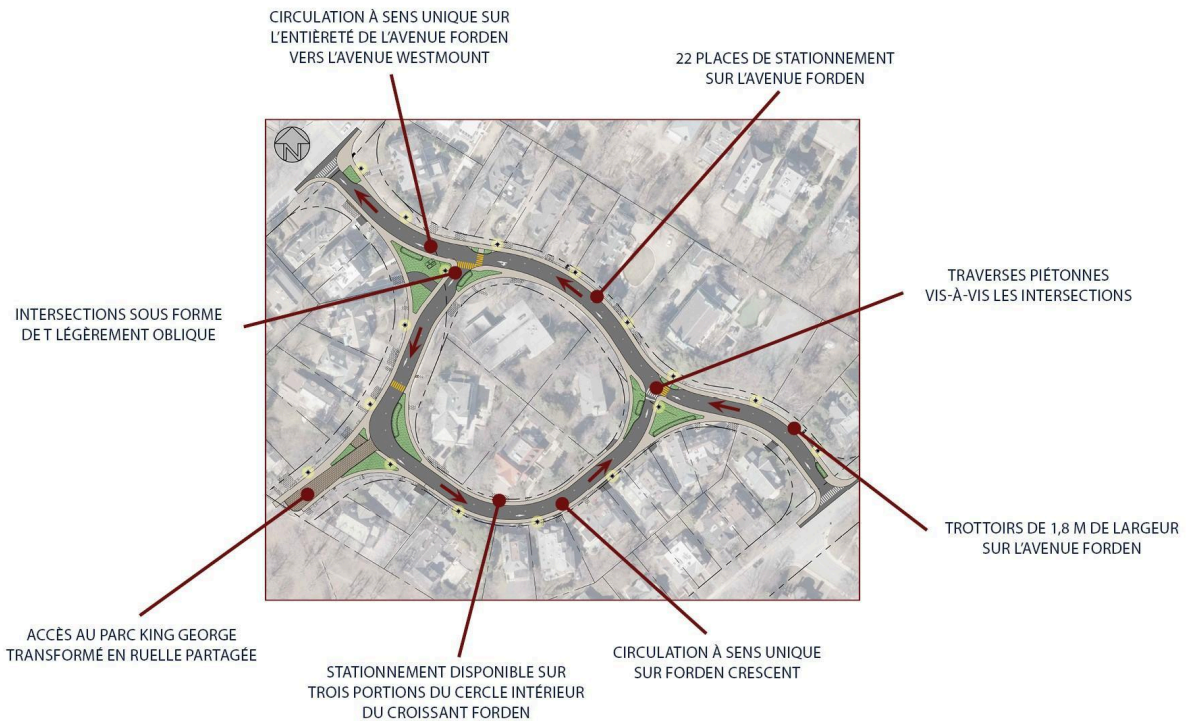 CIRCULATION À SENS UNIQUE SUR
L'ENTIÈRETÉ DE L'AVENUE FORDEN
VERS L'AVENUE WESTMOUNT
22 PLACES DE STATIONNEMENT
SUR L'AVENUE FORDEN
N
TRAVERSES PIÉTONNES
VIS-À-VIS LES INTERSECTIONS
INTERSECTIONS SOUS FORME
DE T LÉGÈREMENT OBLIQUE
TROTTOIRS DE 1,8 M DE LARGEUR
SUR L'AVENUE FORDEN
ACCÈS AU PARC KING GEORGE
TRANSFORMÉ EN RUELLE PARTAGÉE
STATIONNEMENT DISPONIBLE SUR
TROIS PORTIONS DU CERCLE INTÉRIEUR
DU CROISSANT FORDEN
CIRCULATION À SENS UNIQUE
SUR FORDEN CRESCENT